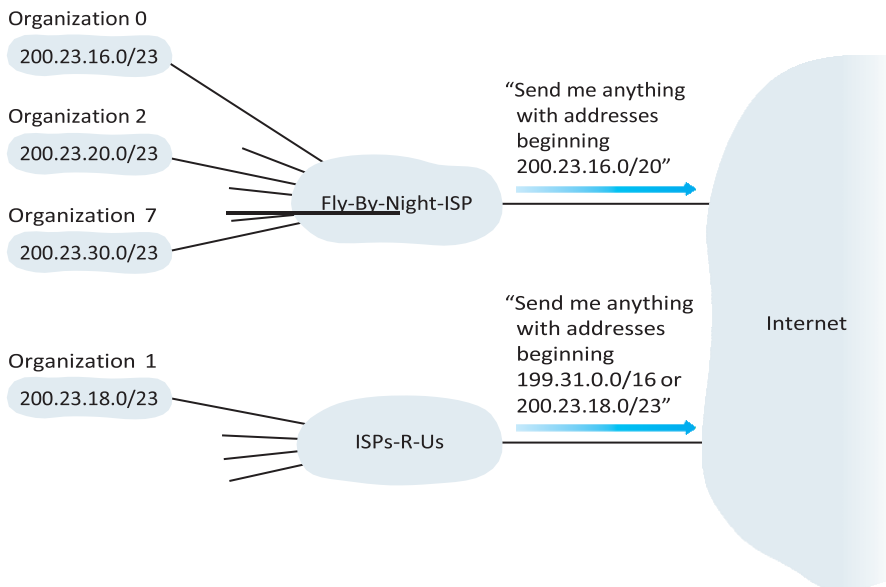 Organization 0
200.23.16.0/23
Organization 2
200.23.20.0/23
Organization 7
200.23.30.0/23
Fly-By-Night-ISP
“Send me anything
with addresses
beginning
200.23.16.0/20”
Organization 1
200.23.18.0/23
ISPs-R-Us
“Send me anything
with addresses
beginning
199.31.0.0/16 or
200.23.18.0/23”
Internet